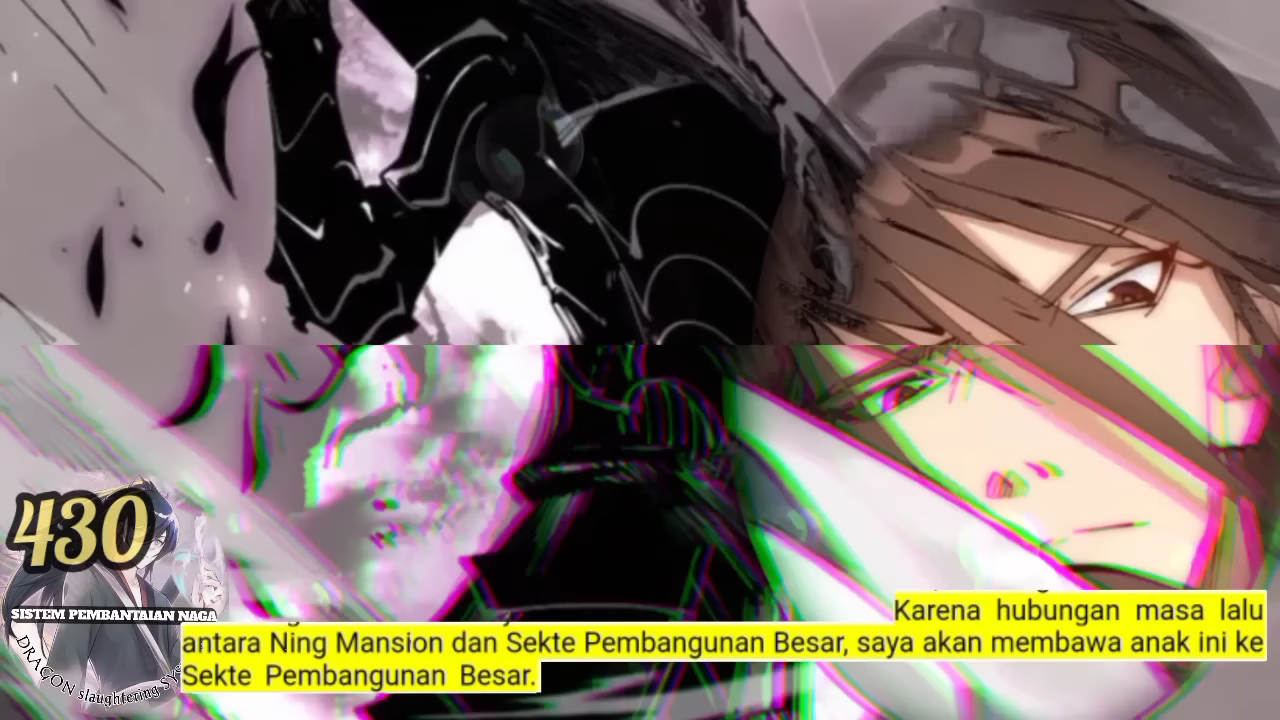 430
SISTEM PEMBANTAIAN NAGA
DRAGON slaughtering SYS
Karena hubungan masa lalu
antara Ning Mansion dan Sekte Pembangunan Besar, saya akan membawa anak ini ke
Sekte Pembangunan Besar.